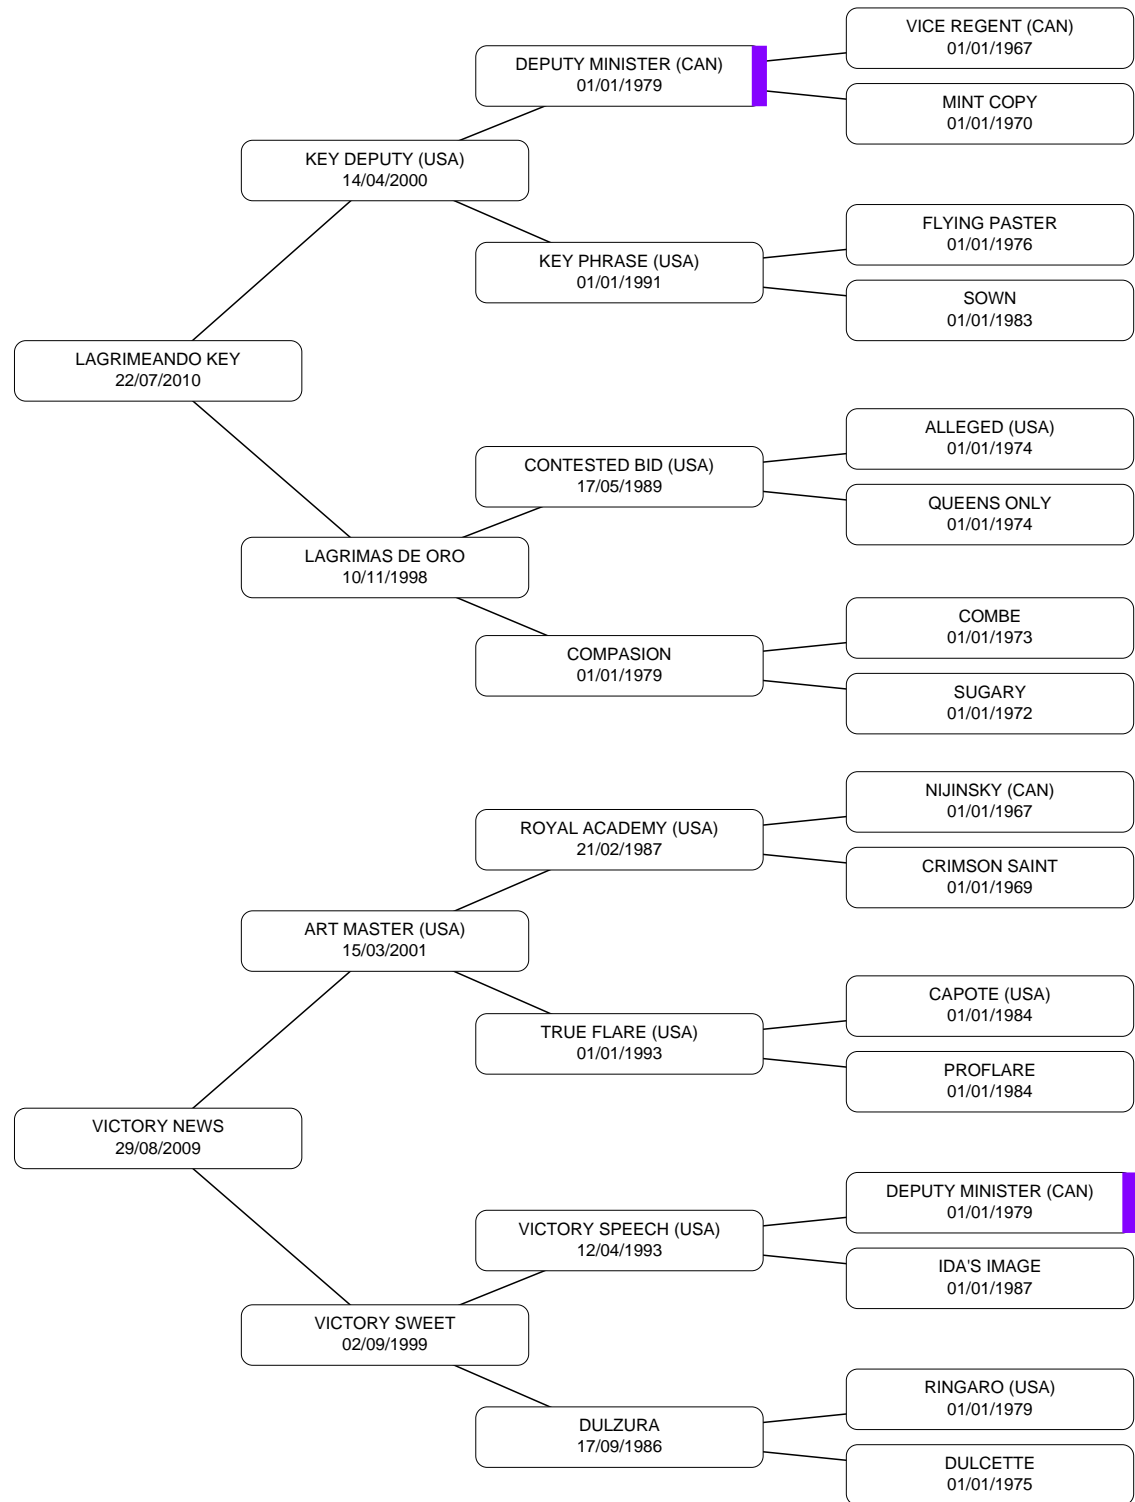 VICE REGENT (CAN)
01/01/1967
DEPUTY MINISTER (CAN)
01/01/1979
MINT COPY
01/01/1970
KEY DEPUTY (USA)
14/04/2000
FLYING PASTER
01/01/1976
KEY PHRASE (USA)
01/01/1991
SOWN
01/01/1983
LAGRIMEANDO KEY
22/07/2010
ALLEGED (USA)
01/01/1974
CONTESTED BID (USA)
17/05/1989
QUEENS ONLY
01/01/1974
LAGRIMAS DE ORO
10/11/1998
COMBE
01/01/1973
COMPASION
01/01/1979
SUGARY
01/01/1972
NIJINSKY (CAN)
01/01/1967
ROYAL ACADEMY (USA)
21/02/1987
CRIMSON SAINT
01/01/1969
ART MASTER (USA)
15/03/2001
CAPOTE (USA)
01/01/1984
TRUE FLARE (USA)
01/01/1993
PROFLARE
01/01/1984
VICTORY NEWS
29/08/2009
DEPUTY MINISTER (CAN)
01/01/1979
VICTORY SPEECH (USA)
12/04/1993
IDA'S IMAGE
01/01/1987
VICTORY SWEET
02/09/1999
RINGARO (USA)
01/01/1979
DULZURA
17/09/1986
DULCETTE
01/01/1975